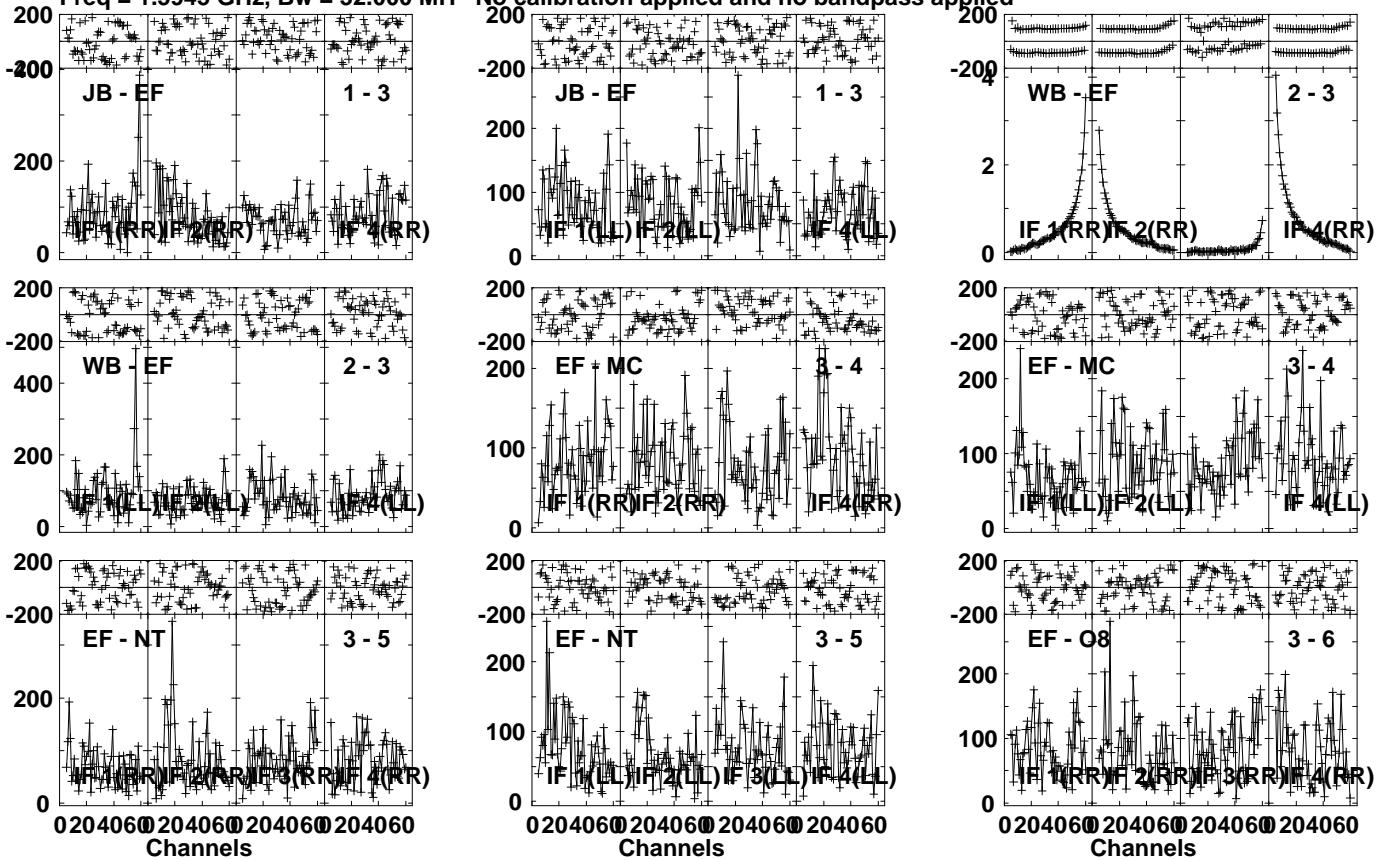 Freq = GHz, Bw = 32.000 MH No calibration applied and no bandpass applied
200
-200
400
200
0
JB - EF 1 - 3
IF 1(RR) IF 2(RR) IF 4(RR)
200
-200
200
100
0
JB - EF 1 - 3
IF 1(LL) IF 2(LL) IF 4(LL)
200
-200
4
2
0
WB - EF 2 - 3
IF 1(RR) IF 2(RR) IF 4(RR)
200
-200
400
200
0
WB - EF 2 - 3
IF 1(LL) IF 2(LL) IF 4(LL)
200
-200
200
100
0
EF - MC 3 - 4
IF 1(RR) IF 2(RR) IF 4(RR)
200
-200
200
100
0
EF - MC 3 - 4
IF 1(LL) IF 2(LL) IF 4(LL)
200
-200
200
0
EF - NT 3 - 5
IF 1(RR) IF 2(RR) IF 3(RR) IF 4(RR)
0 20 40 60 0 20 40 60 0 20 40 60 0 20 40 60
Channels
200
-200
200
100
0
EF - NT 3 - 5
IF 1(LL) IF 2(LL) IF 3(LL) IF 4(LL)
0 20 40 60 0 20 40 60 0 20 40 60 0 20 40 60
Channels
200
-200
200
100
0
EF - O8 3 - 6
IF 1(RR) IF 2(RR) IF 3(RR) IF 4(RR)
0 20 40 60 0 20 40 60 0 20 40 60 0 20 40 60
Channels